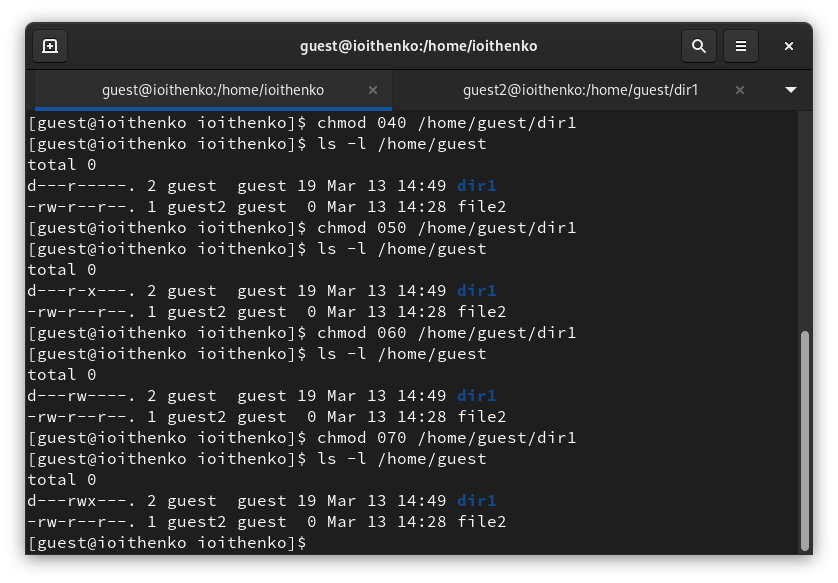 guest@ioithenko:/home/ioithenko
guest@ioithenko:/home/ioithenko
guest2@ioithenko:/home/guest/dir1
[guest@ioithenko ioithenko]$ chmod 040 /home/guest/dir1
[guest@ioithenko ioithenko]$ ls -l /home/guest
total 0
d---r-----. 2 guest  guest 19 Mar 13 14:49 dir1
-rw-r--r--. 1 guest2 guest  0 Mar 13 14:28 file2
[guest@ioithenko ioithenko]$ chmod 050 /home/guest/dir1
[guest@ioithenko ioithenko]$ ls -l /home/guest
total 0
d---r-x---. 2 guest  guest 19 Mar 13 14:49 dir1
-rw-r--r--. 1 guest2 guest  0 Mar 13 14:28 file2
[guest@ioithenko ioithenko]$ chmod 060 /home/guest/dir1
[guest@ioithenko ioithenko]$ ls -l /home/guest
total 0
d---rw----. 2 guest  guest 19 Mar 13 14:49 dir1
-rw-r--r--. 1 guest2 guest  0 Mar 13 14:28 file2
[guest@ioithenko ioithenko]$ chmod 070 /home/guest/dir1
[guest@ioithenko ioithenko]$ ls -l /home/guest
total 0
d---rwx---. 2 guest  guest 19 Mar 13 14:49 dir1
-rw-r--r--. 1 guest2 guest  0 Mar 13 14:28 file2
[guest@ioithenko ioithenko]$